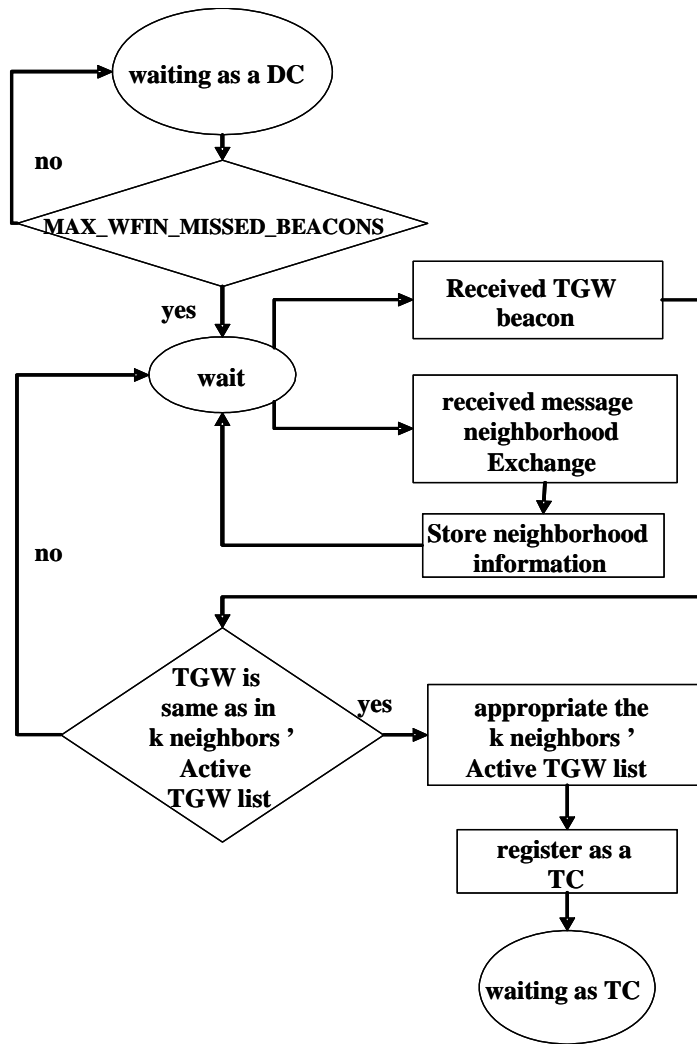 waiting as a DC
no
MAX_WFIN_MISSED_BEACONS
yes
Received TGW
beacon
wait
received message
neighborhood
Exchange
no
Store neighborhood
information
TGW is
same as in
k neighbors ’
Active
TGW list
yes
appropriate the
k neighbors ’
Active TGW list
register as a
TC
waiting as TC